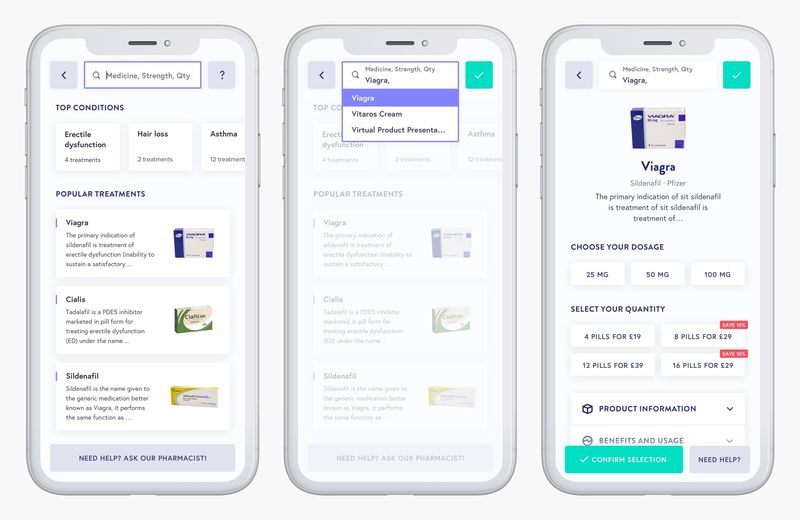 Medicine, Strength, Qty
?
TOP CONDITIONS
Erectile
dysfunction
4 treatments
Hair loss
2 treatments
Asthma
12 treatments
POPULAR TREATMENTS
Viagra
The primary indication of
sildenafil is treatment of
erectile dysfunction (inability to
sustain a satisfactory ...
VIAGRA
Cialis
Tadalafil is a PDE5 inhibitor
marketed in pill form for
treating erectile dysfunction
(ED) under the name ...
Cialis
Sildenafil
Sildenafil is the name given to
the generic medication better
known as Viagra, it performs
the same function as ...
NEED HELP? ASK OUR PHARMACIST!
Medicine, Strength, Qty
Viagra,
Viagra
Vitaros Cream
Virtual Product Presenta...
TOP CO
Erectile
dysfunction
4 treatments
2 treatments
Asthma
12 treatments
POPULAR TREATMENTS
Viagra
The primary indication of
sildenafil is treatment of
erectile dysfunction (inability to
sustain a satisfactory ...
VIAGRA
Cialis
Tadalafil is a PDE5 inhibitor
marketed in pill form for
treating erectile dysfunction
(ED) under the name ...
Cialis
Sildenafil
Sildenafil is the name given to
the generic medication better
known as Viagra, it performs
the same function as ...
NEED HELP? ASK OUR PHARMACIST!
Medicine, Strength, Qty
Viagra,
VIAGRA
50 mg
Viagra
Sildenafil · Pfizer
The primary indication of sit sildenafil
is treatment of sit sildenafil is
treatment of...
CHOOSE YOUR DOSAGE
25 MG
50 MG
100 MG
SELECT YOUR QUANTITY
SAVE 10%
4 PILLS FOR £19
8 PILLS FOR £29
SAVE 10%
12 PILLS FOR £39
16 PILLS FOR £29
PRODUCT INFORMATION
BENEFITS AND USAGE
CONFIRM SELECTION
NEED HELP?